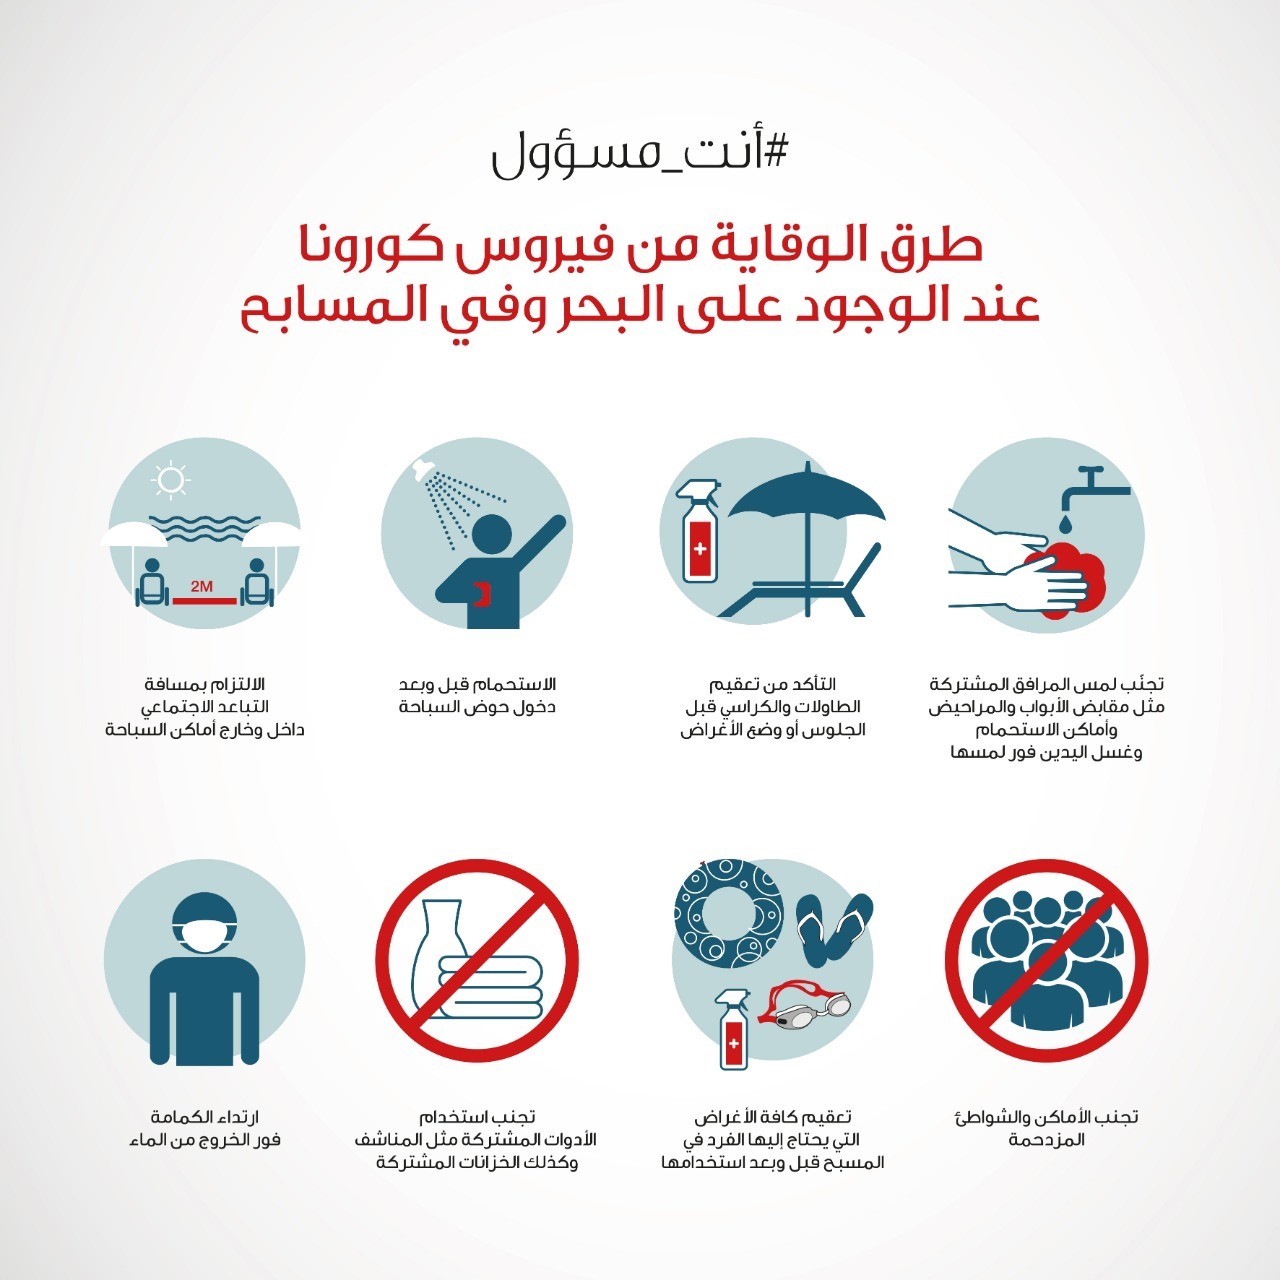 #أنت_مسؤول
طرق الوقاية من فيروس كورونا
عند الوجود على البحر وفي المسابح
تجنّب لمس المرافق المشتركة
مثل مقابض الأبواب والمراحيض
وأماكن الاستحمام
وغسل اليدين فور لمسها
التأكد من تعقيم
الطاولات والكراسي قبل
الجلوس أو وضع الأغراض
الاستحمام قبل وبعد
دخول حوض السباحة
2M
الالتزام بمسافة
التباعد الاجتماعي
داخل وخارج أماكن السباحة
تجنب الأماكن والشواطئ
المزدحمة
تعقيم كافة الأغراض
التي يحتاج إليها الفرد في
المسبح قبل وبعد استخدامها
تجنب استخدام
الأدوات المشتركة مثل المناشف
وكذلك الخزانات المشتركة
ارتداء الكمامة
فور الخروج من الماء